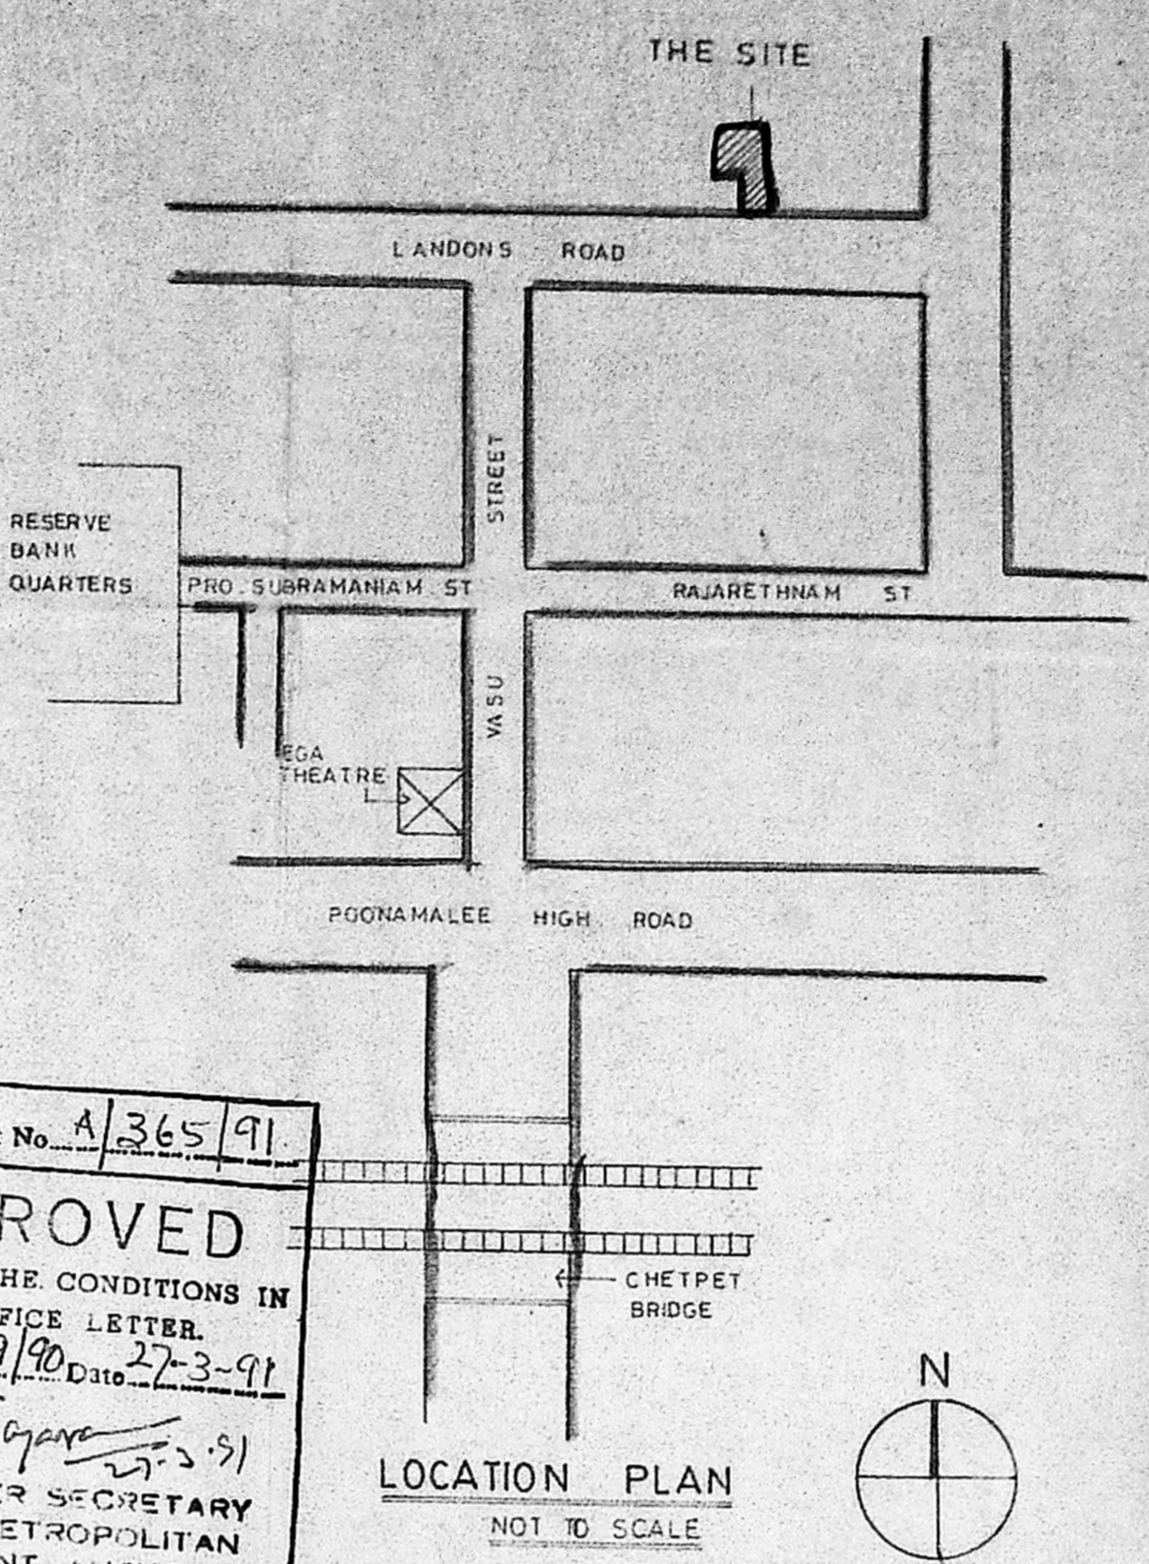 THE SITE
LANDONS ROAD
STREET
RESERVE
BANK
QUARTERS
PRO. SUBRAMANIAM ST
RAJARETHNAM ST
VASU
EGA
THEATRE
POONAMALEE HIGH ROAD
No. A/365/91
ROVED
HE CONDITIONS IN
FICE LETTER.
/90 Date 27-3-91
27.3.91
R SECRETARY
ETROPOLITAN
CHETPET
BRIDGE
N
LOCATION PLAN
NOT TO SCALE